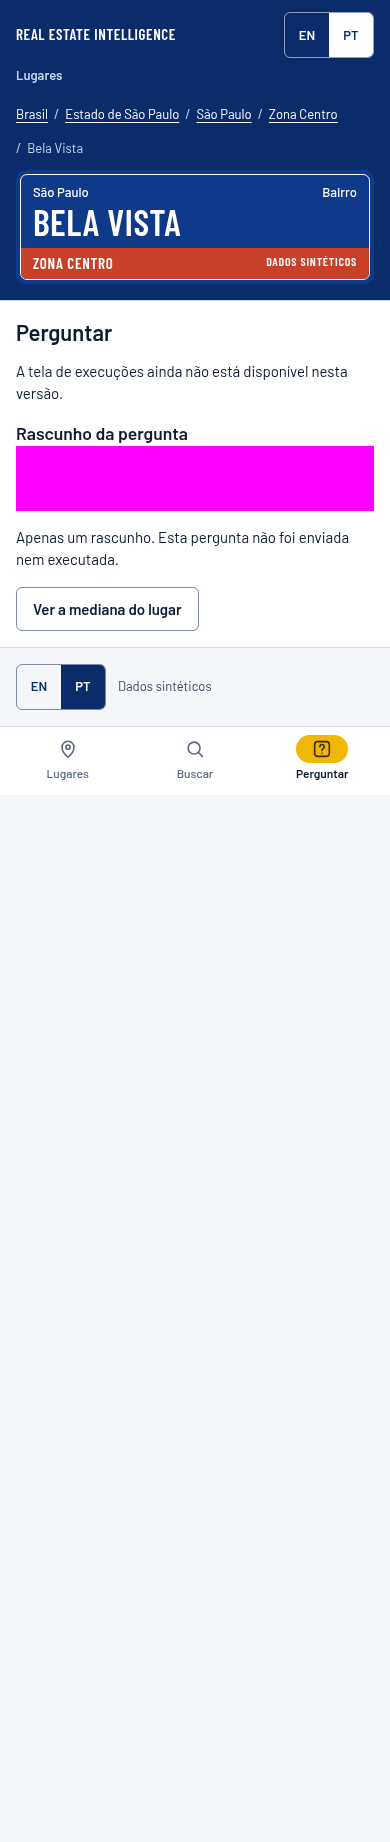 REAL ESTATE INTELLIGENCE
EN PT
Lugares
Brasil / Estado de São Paulo / São Paulo / Zona Centro
/ Bela Vista
São Paulo Bairro
BELA VISTA
ZONA CENTRO DADOS SINTÉTICOS
Perguntar
A tela de execuções ainda não está disponível nesta
versão.
Rascunho da pergunta
Apenas um rascunho. Esta pergunta não foi enviada
nem executada.
Ver a mediana do lugar
EN PT Dados sintéticos
Lugares Buscar Perguntar